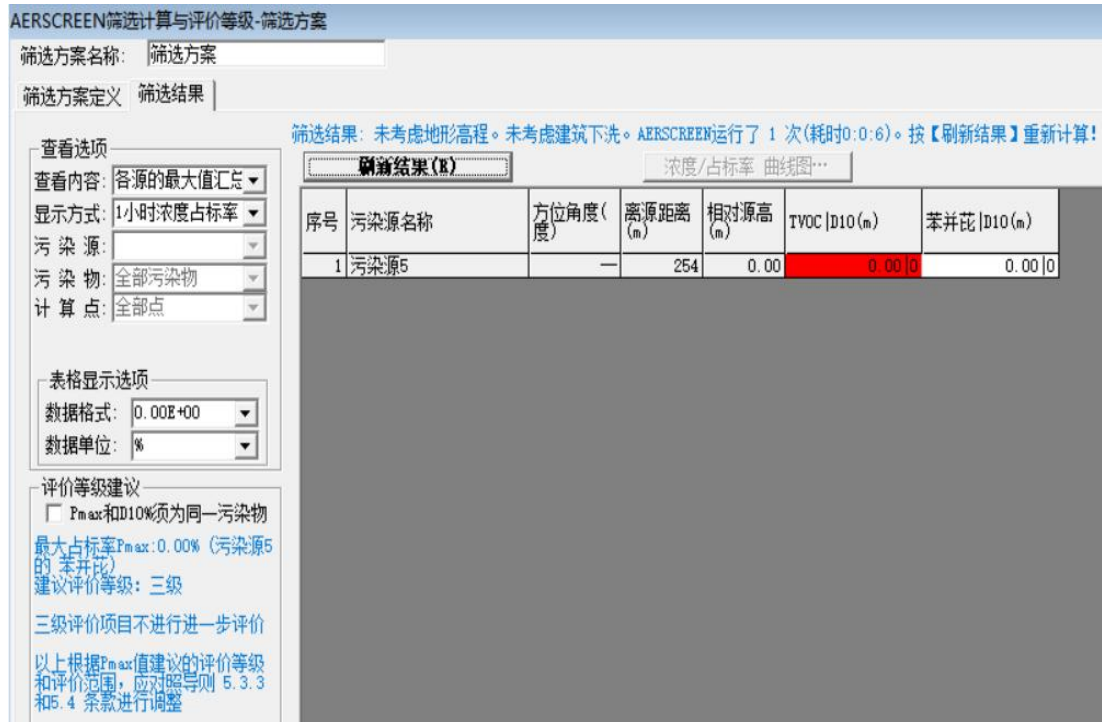 AERSCREEN筛选计算与评价等级-筛选方案
筛选方案名称: 筛选方案
筛选方案定义 筛选结果
筛选结果: 未考虑地形高程。未考虑建筑下洗。AERSCREEN运行了 1 次(耗时0:0:6)。按【刷新结果】重新计算!
查看选项
查看内容: 各源的最大值汇总
显示方式: 1小时浓度占标率
污 染 源:
污 染 物: 全部污染物
计 算 点: 全部点
表格显示选项
数据格式: 0.00E+00
数据单位: %
评价等级建议
Pmax和D10%须为同一污染物
最大占标率Pmax:0.00% (污染源5
的 苯并芘)
建议评价等级: 三级
三级评价项目不进行进一步评价
以上根据Pmax值建议的评价等级
和评价范围, 应对照导则 5.3.3
和5.4 条款进行调整
刷新结果(R) 浓度/占标率 曲线图…
序号 污染源名称 方位角度(度) 离源距离(m) 相对源高(m) TVOC|D10(m) 苯并芘|D10(m)
1 污染源5 — 254 0.00 0.00|0 0.00|0